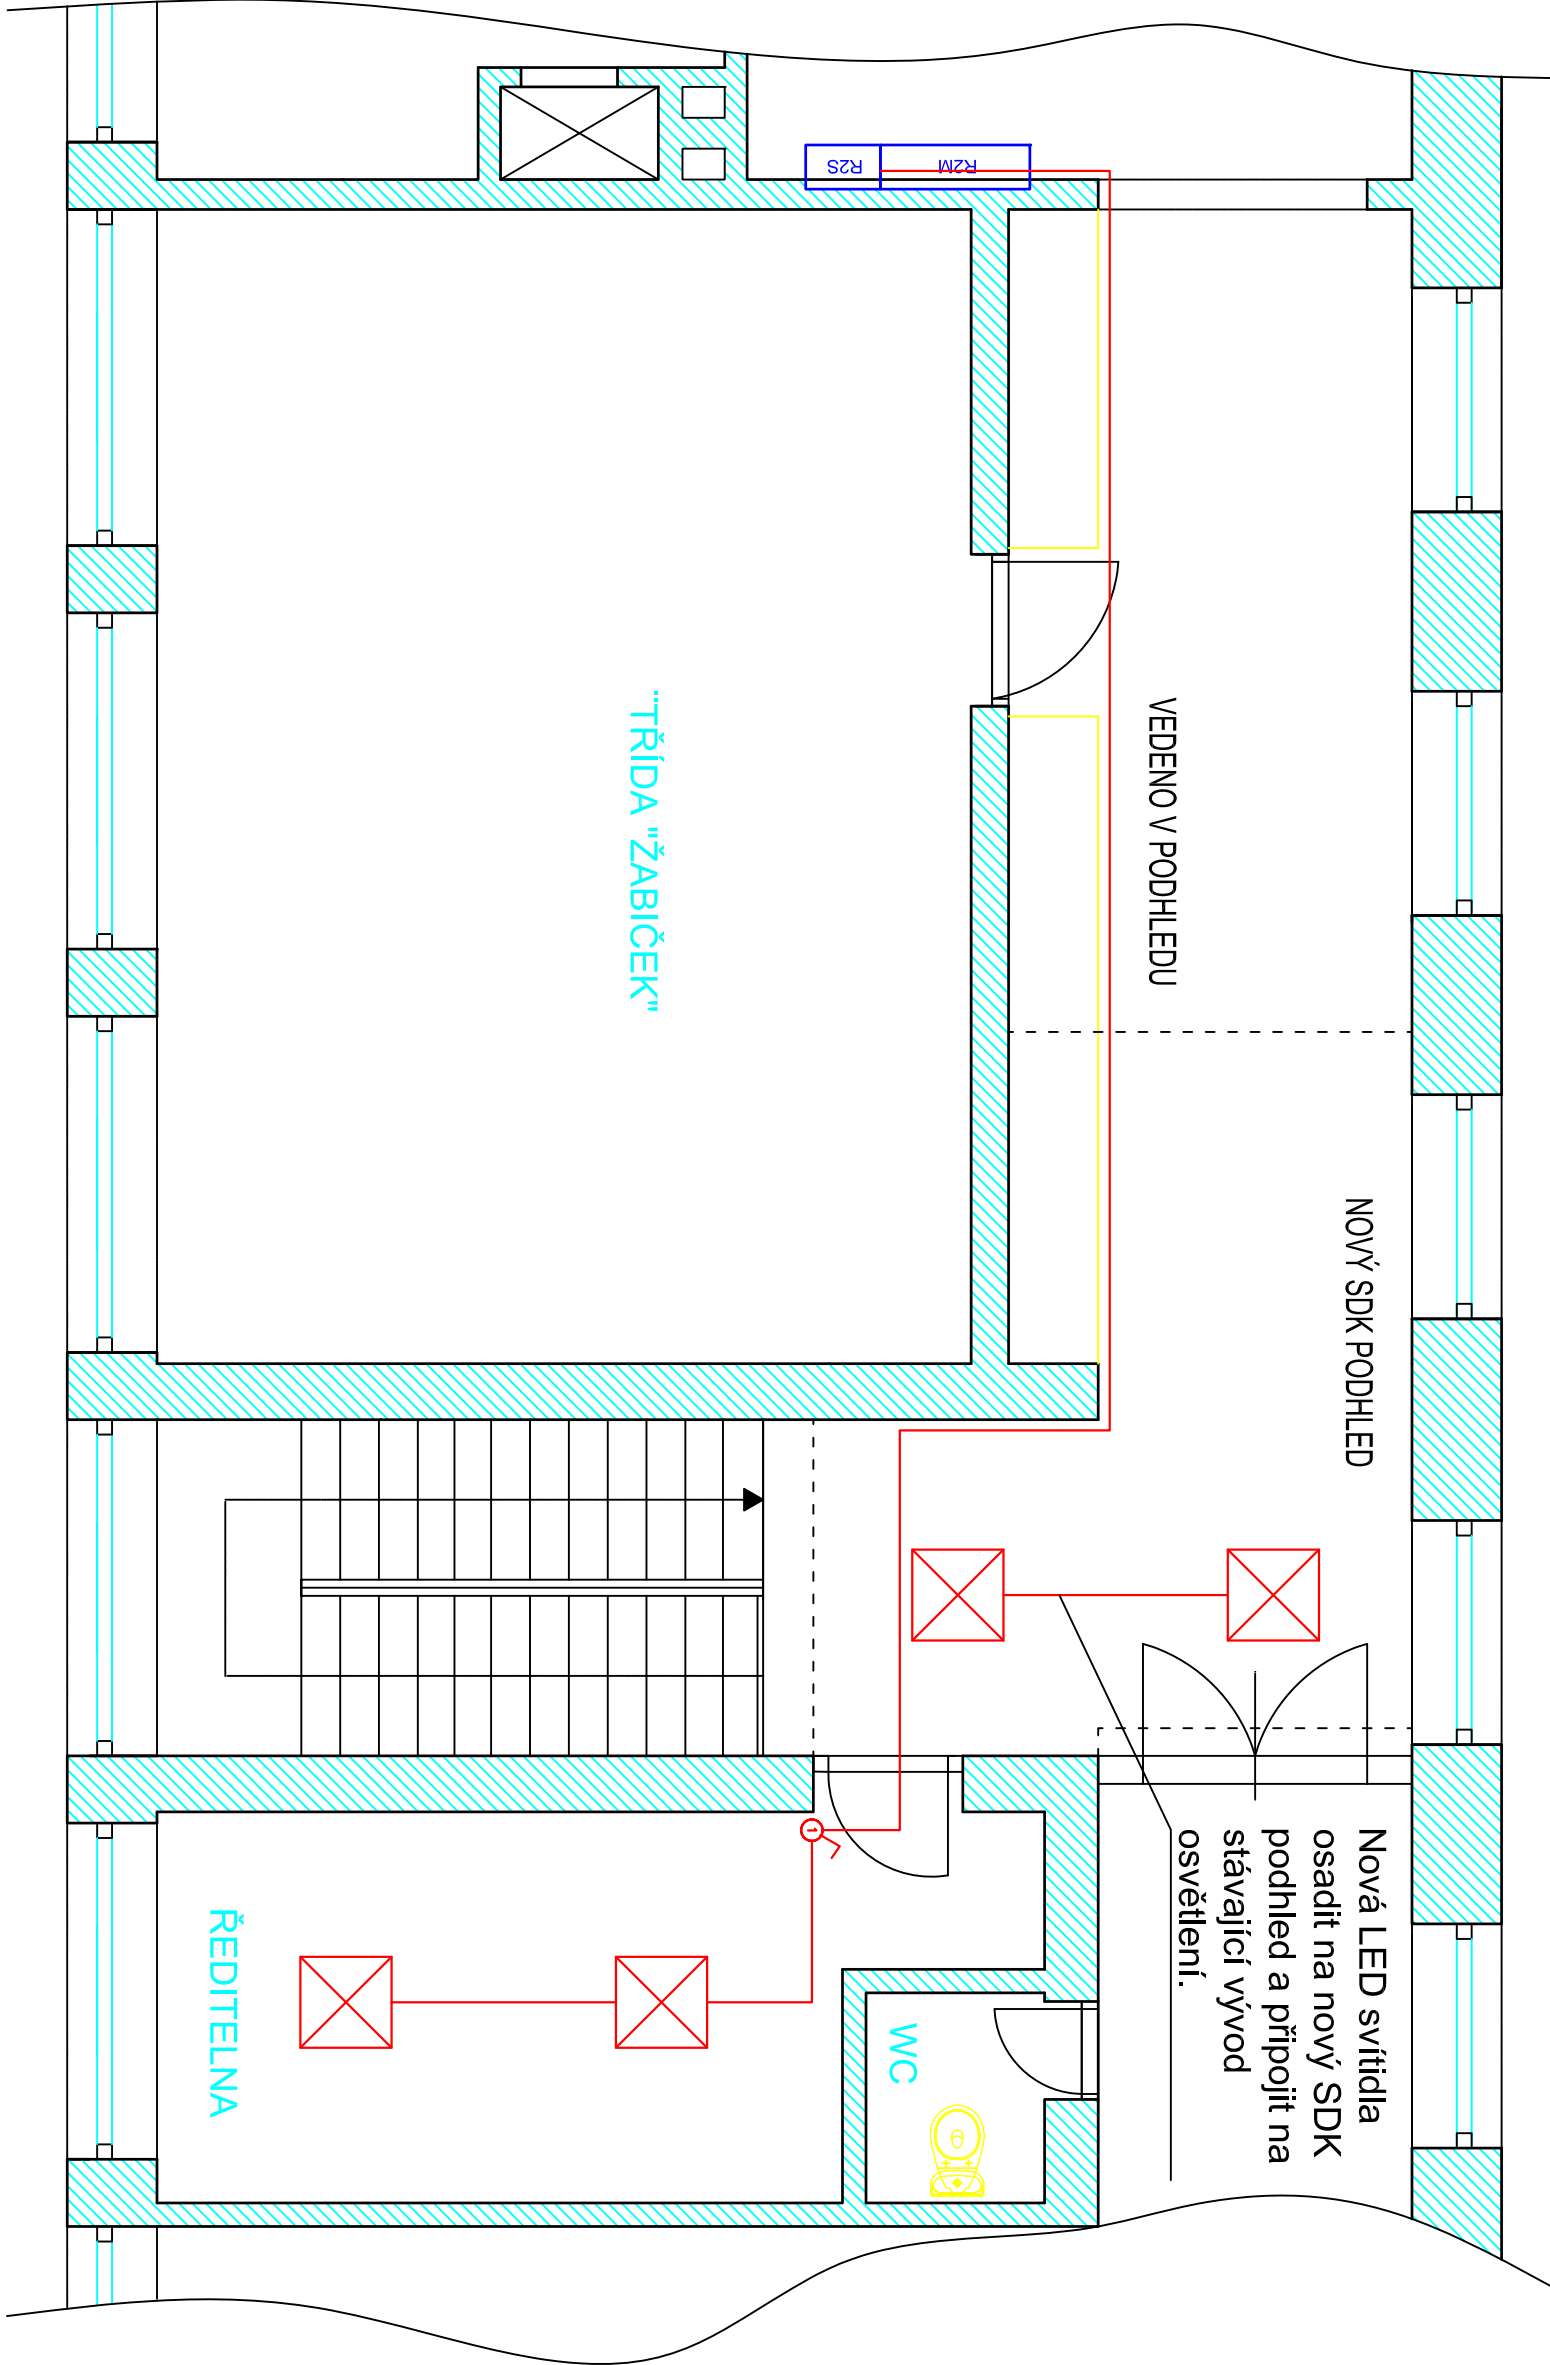 R2S
R2M
VEDENO V PODHLEDU
NOVÝ SDK PODHLED
"TŘÍDA "ŽABIČEK"
1
Nová LED svítidla
osadit na nový SDK
podhled a připojit na
stávající vývod
osvětlení.
ŘEDITELNA
WC